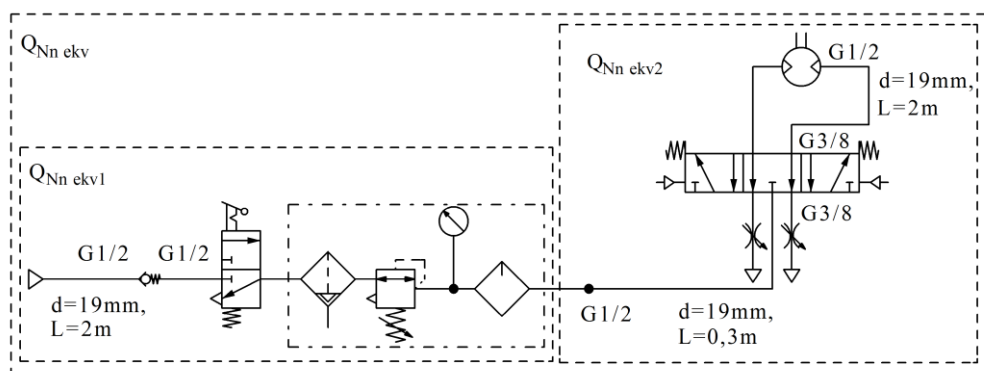 Q_Nn ekv
Q_Nn ekv2
G1/2
d=19mm,
L=2m
G3/8
G3/8
Q_Nn ekv1
G1/2
G1/2
d=19mm,
L=2m
G1/2
d=19mm,
L=0,3m